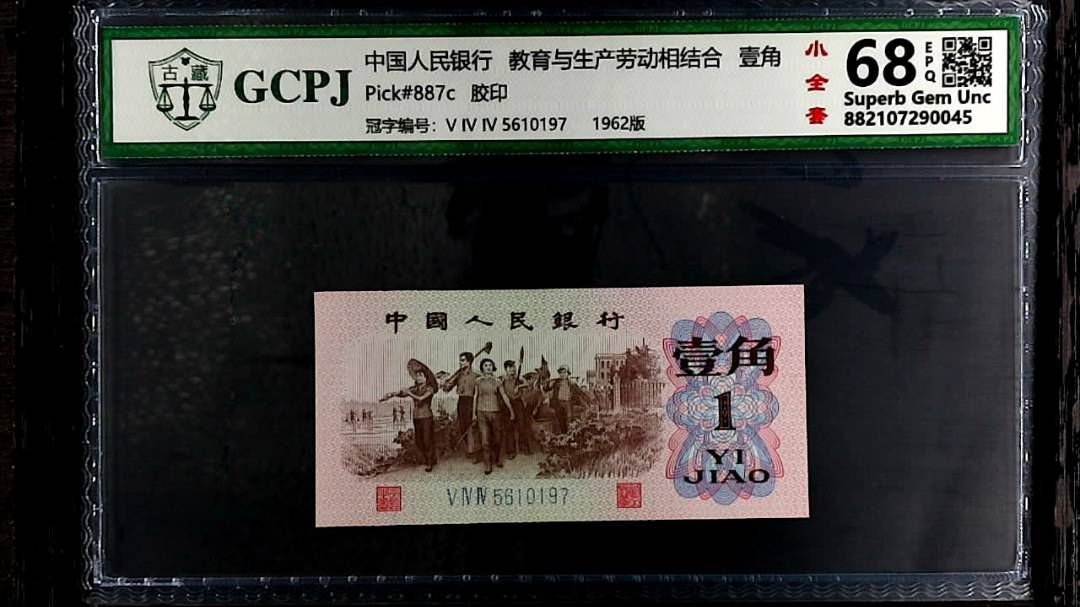 古 藏
GCPJ
中国人民银行 教育与生产劳动相结合 壹角
Pick#887c 胶印
冠字编号: V IV IV 5610197 1962版
小全套
68
EPQ
Superb Gem Unc
882107290045
中國人民銀行
壹角
1
YI
JIAO
V IV IV 5610197